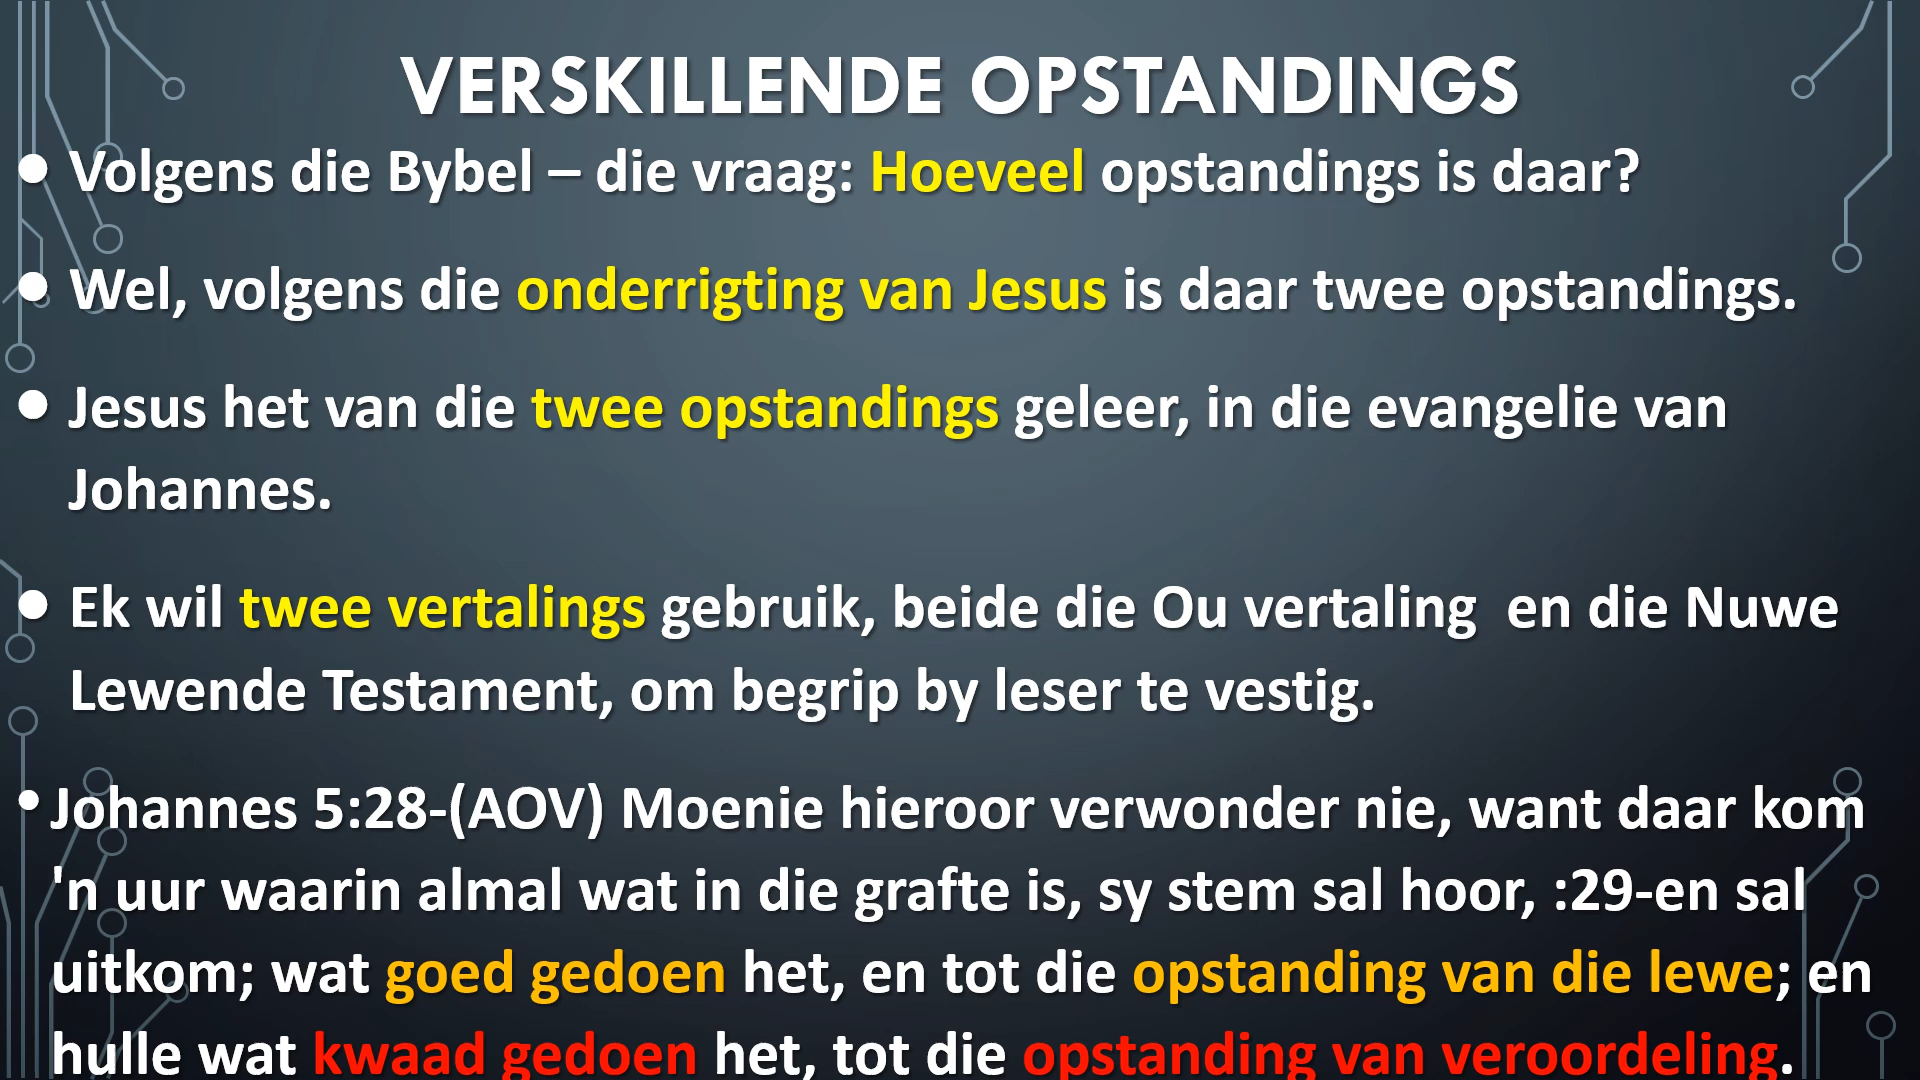 VERSKILLENDE OPSTANDINGS
• Volgens die Bybel – die vraag: Hoeveel opstandings is daar?
• Wel, volgens die onderrigting van Jesus is daar twee opstandings.
• Jesus het van die twee opstandings geleer, in die evangelie van
Johannes.
• Ek wil twee vertalings gebruik, beide die Ou vertaling  en die Nuwe
Lewende Testament, om begrip by leser te vestig.
• Johannes 5:28-(AOV) Moenie hieroor verwonder nie, want daar kom
'n uur waarin almal wat in die grafte is, sy stem sal hoor, :29-en sal
uitkom; wat goed gedoen het, en tot die opstanding van die lewe; en
hulle wat kwaad gedoen het, tot die opstanding van veroordeling.